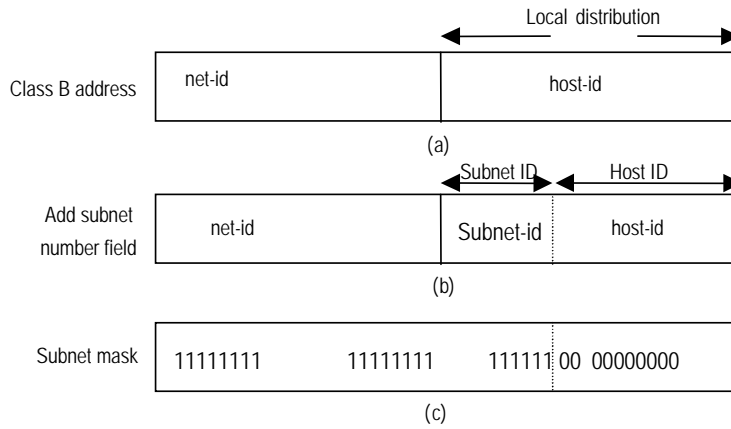 Local distribution
Class B address
net-id
host-id
(a)
Subnet ID
Host ID
Add subnet
number field
net-id
Subnet-id
host-id
(b)
Subnet mask
11111111 11111111 111111 00 00000000
(c)